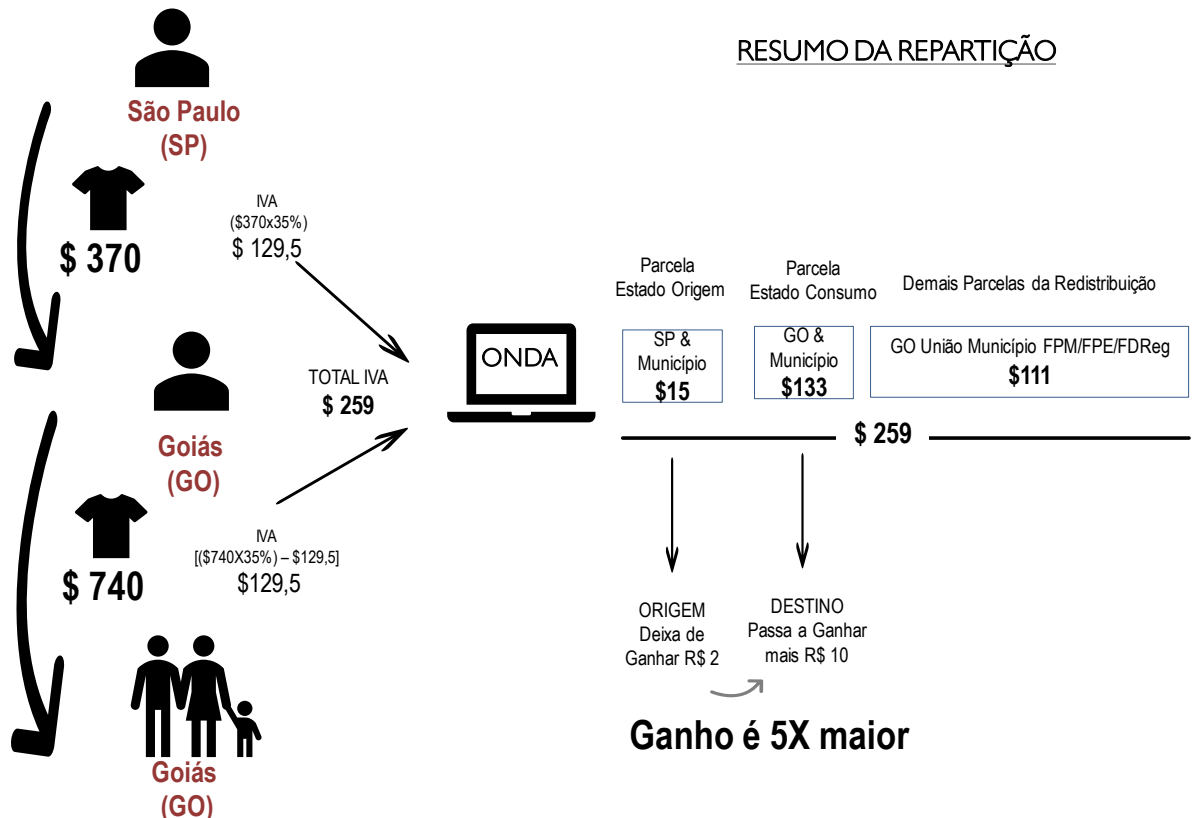 RESUMO DA REPARTIÇÃO
São Paulo
(SP)
$ 370
IVA
($370x35%)
$ 129,5
Goiás
(GO)
TOTAL IVA
$ 259
$ 740
IVA
[($740X35%) – $129,5]
$129,5
Goiás
(GO)
ONDA
Parcela
Estado Origem
SP &
Município
$15
Parcela
Estado Consumo
GO &
Município
$133
Demais Parcelas da Redistribuição
GO União Município FPM/FPE/FDReg
$111
$ 259
ORIGEM
Deixa de
Ganhar R$ 2
DESTINO
Passa a Ganhar
mais R$ 10
Ganho é 5X maior